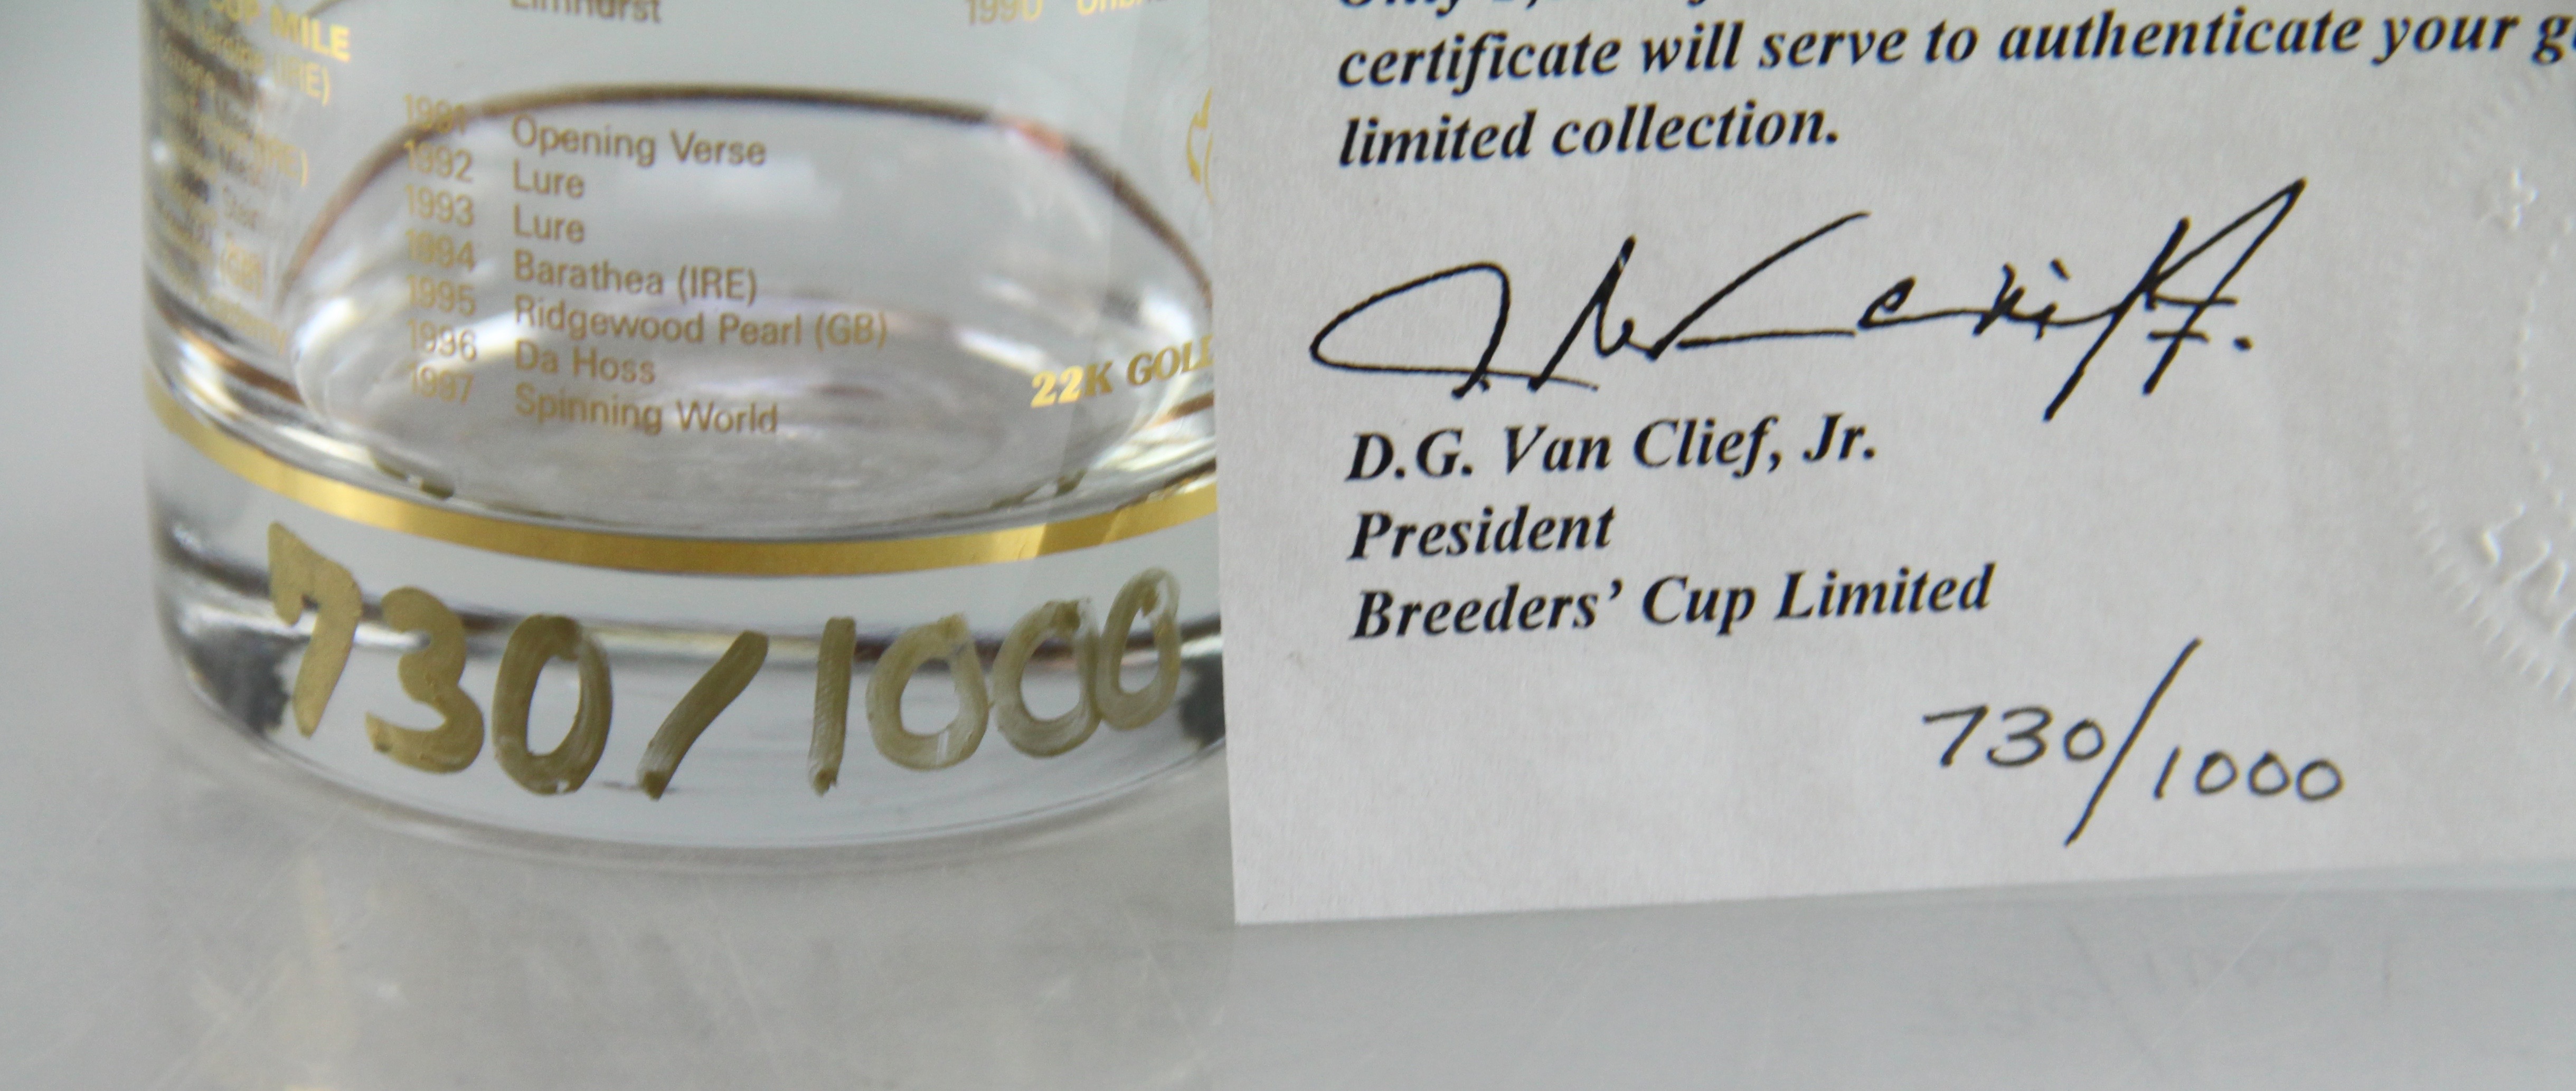 CUP MILE
1990
1991 Opening Verse
1992 Lure
1993 Lure
1994 Barathea (IRE)
1995 Ridgewood Pearl (GB)
1996 Da Hoss
1997 Spinning World
22K GOL
730/1000
certificate will serve to authenticate your
limited collection.
D.G. Van Clief, Jr.
President
Breeders' Cup Limited
730/1000